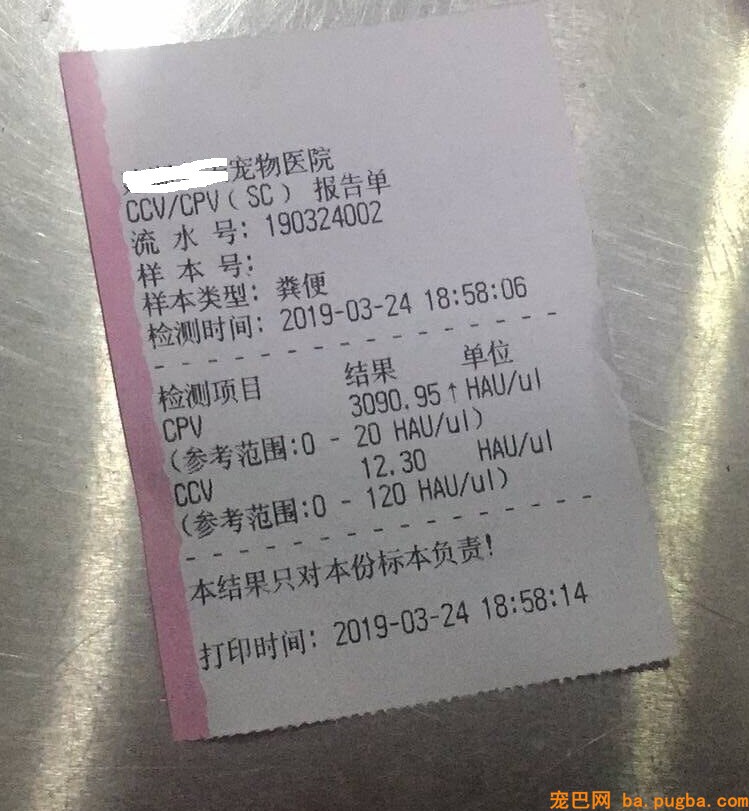 宠物医院
CCV/CPV(SC) 报告单
流 水 号: 190324002
样 本 号:
样本类型: 粪便
检测时间: 2019-03-24 18:58:06
- - - - - - - - - - - - - - - -
检测项目 结果 单位
CPV 3090.95↑HAU/ul
(参考范围:0 - 20 HAU/ul)
CCV 12.30 HAU/ul
(参考范围:0 - 120 HAU/ul)
- - - - - - - - - - - - - - - -
本结果只对本份标本负责!
打印时间: 2019-03-24 18:58:14
宠巴网 ba.pugba.com